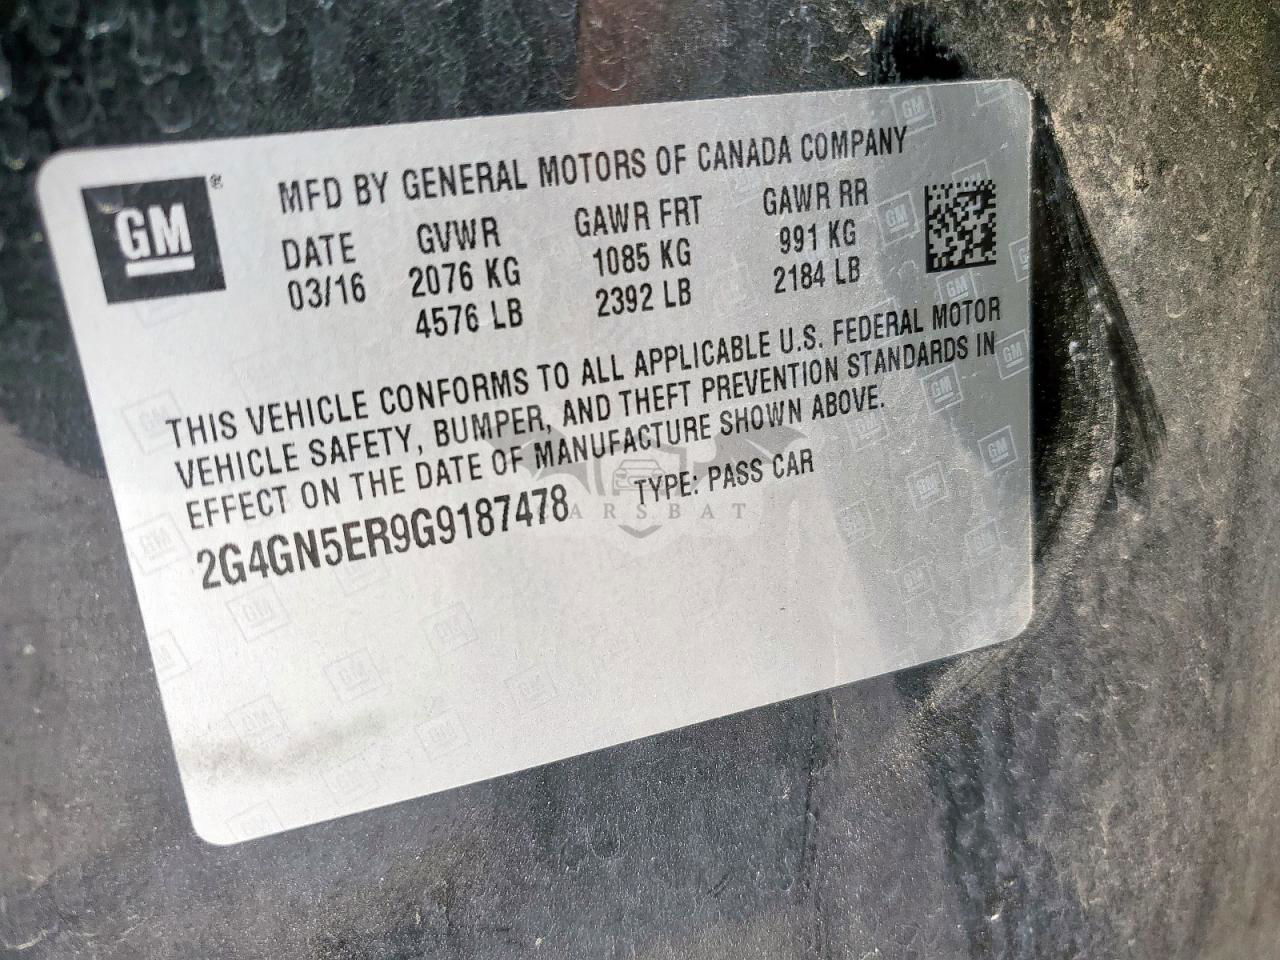 GM®
MFD BY GENERAL MOTORS OF CANADA COMPANY
DATE GVWR GAWR FRT GAWR RR
03/16 2076 KG 1085 KG 991 KG
4576 LB 2392 LB 2184 LB
THIS VEHICLE CONFORMS TO ALL APPLICABLE U.S. FEDERAL MOTOR
VEHICLE SAFETY, BUMPER, AND THEFT PREVENTION STANDARDS IN
EFFECT ON THE DATE OF MANUFACTURE SHOWN ABOVE.
2G4GN5ER9G9187478 TYPE: PASS CAR
CARSBAT